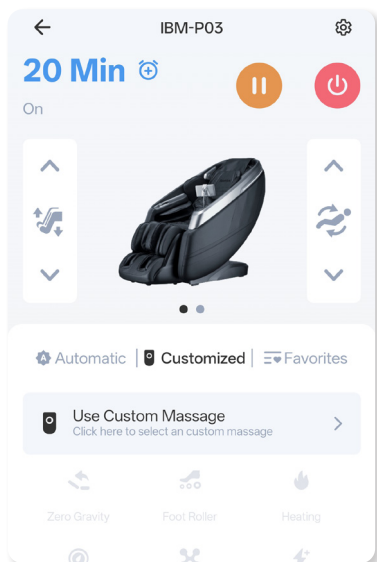 IBM-P03
20 Min
On
Automatic
Customized
Favorites
Use Custom Massage
Click here to select an custom massage
Zero Gravity
Foot Roller
Heating